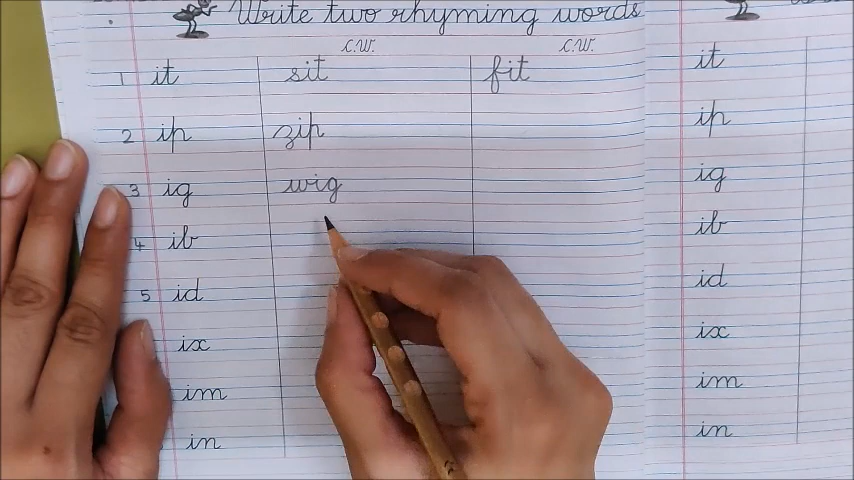 Write two rhyming words
c.w. c.w.
1 it sit fit it
2 ip zip ip
3 ig wig ig
4 ib ib
5 id id
ix ix
im im
in in